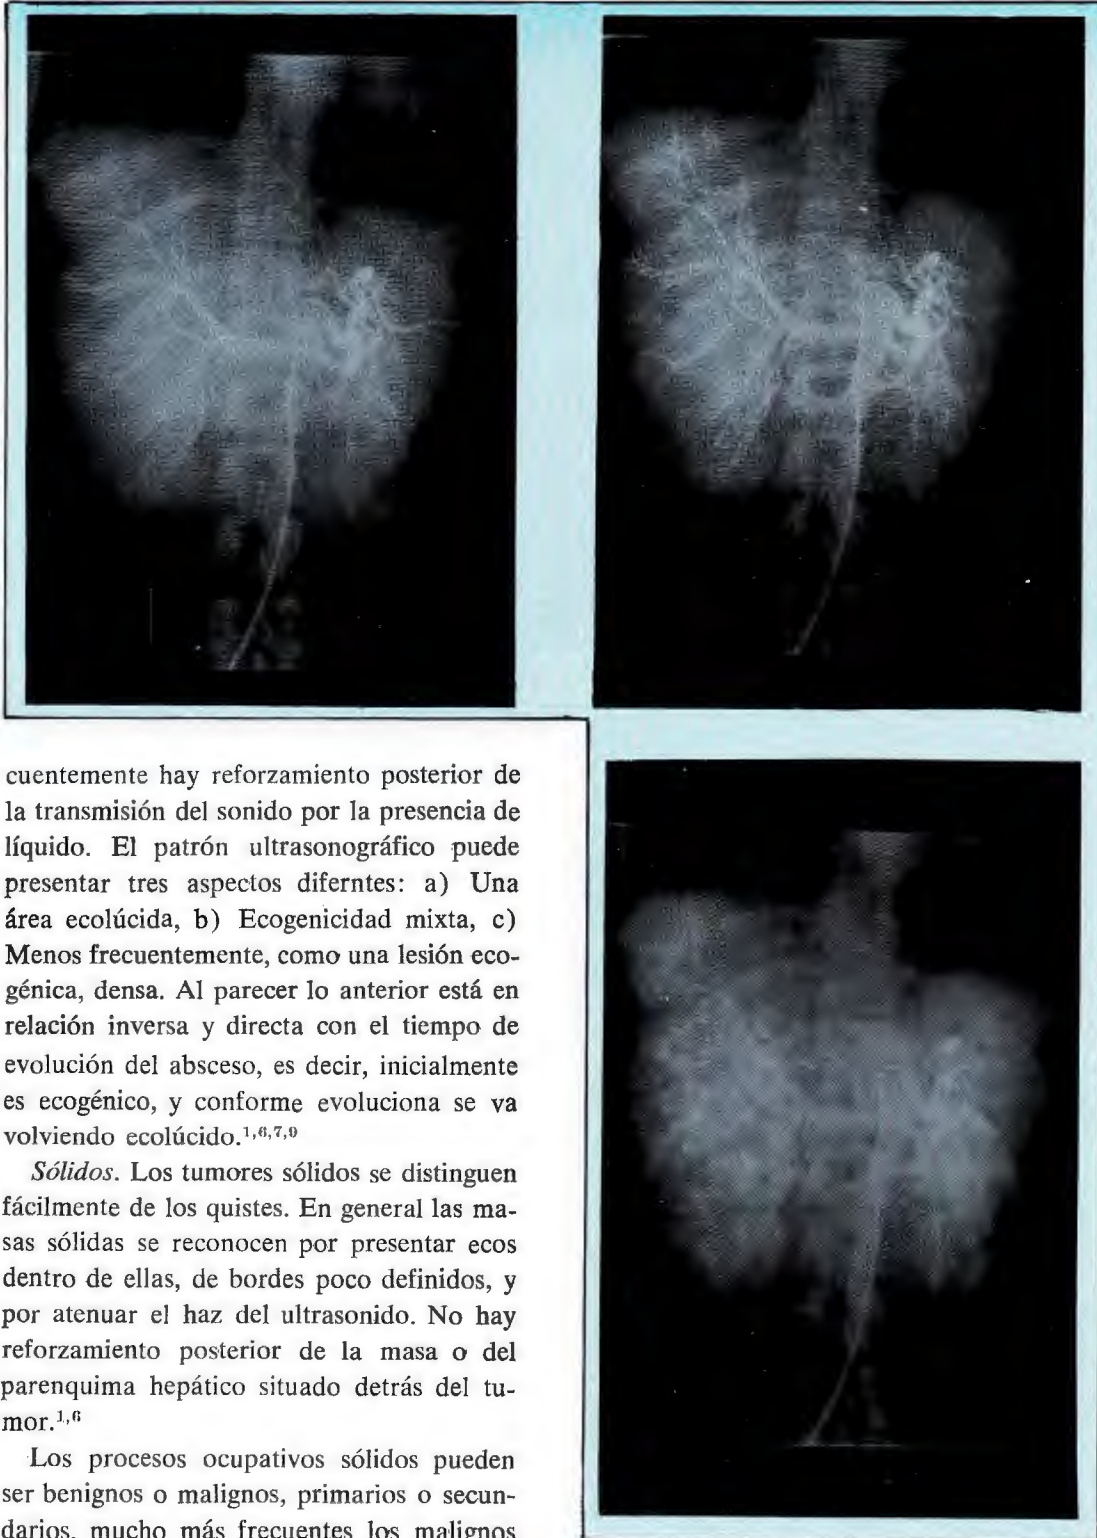 cuentemente hay reforzamiento posterior de
la transmisión del sonido por la presencia de
líquido. El patrón ultrasonográfico puede
presentar tres aspectos diferntes: a) Una
área ecolúcida, b) Ecogenicidad mixta, c)
Menos frecuentemente, como una lesión eco-
génica, densa. Al parecer lo anterior está en
relación inversa y directa con el tiempo de
evolución del absceso, es decir, inicialmente
es ecogénico, y conforme evoluciona se va
volviendo ecolúcido.1,6,7,9
Sólidos. Los tumores sólidos se distinguen
fácilmente de los quistes. En general las ma-
sas sólidas se reconocen por presentar ecos
dentro de ellas, de bordes poco definidos, y
por atenuar el haz del ultrasonido. No hay
reforzamiento posterior de la masa o del
parenquima hepático situado detrás del tu-
mor.1,6
Los procesos ocupativos sólidos pueden
ser benignos o malignos, primarios o secun-
darios, mucho más frecuentes los malignos